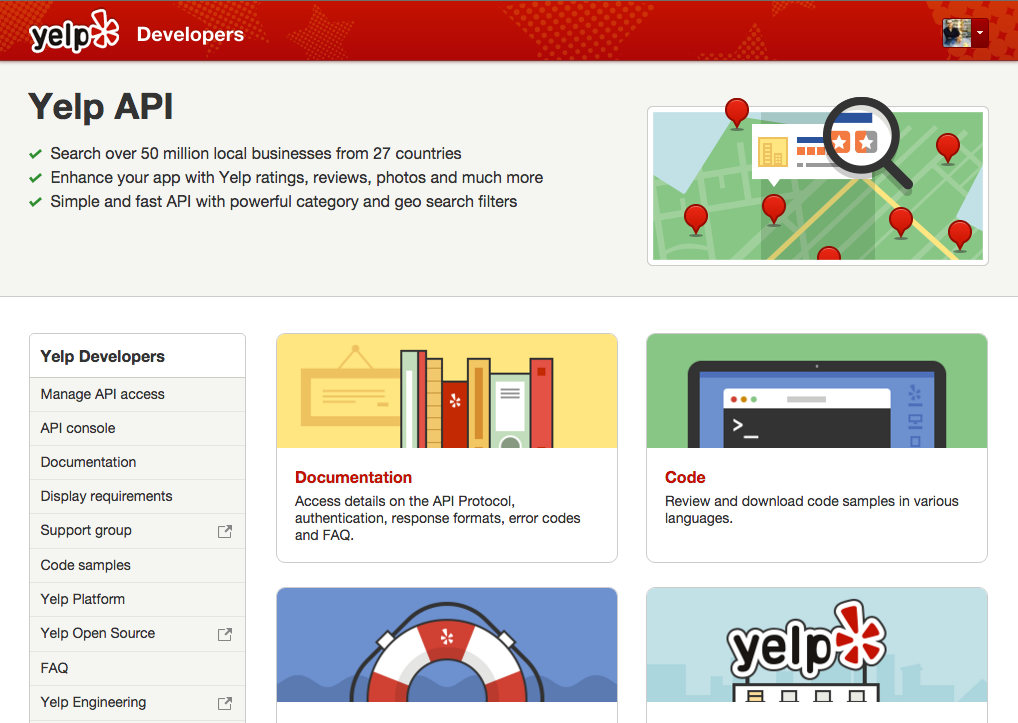 yelp Developers
Yelp API
Search over 50 million local businesses from 27 countries
Enhance your app with Yelp ratings, reviews, photos and much more
Simple and fast API with powerful category and geo search filters
Yelp Developers
Manage API access
API console
Documentation
Display requirements
Support group
Code samples
Yelp Platform
Yelp Open Source
FAQ
Yelp Engineering
>_
Documentation
Access details on the API Protocol,
authentication, response formats, error codes
and FAQ.
Code
Review and download code samples in various
languages.
yelp